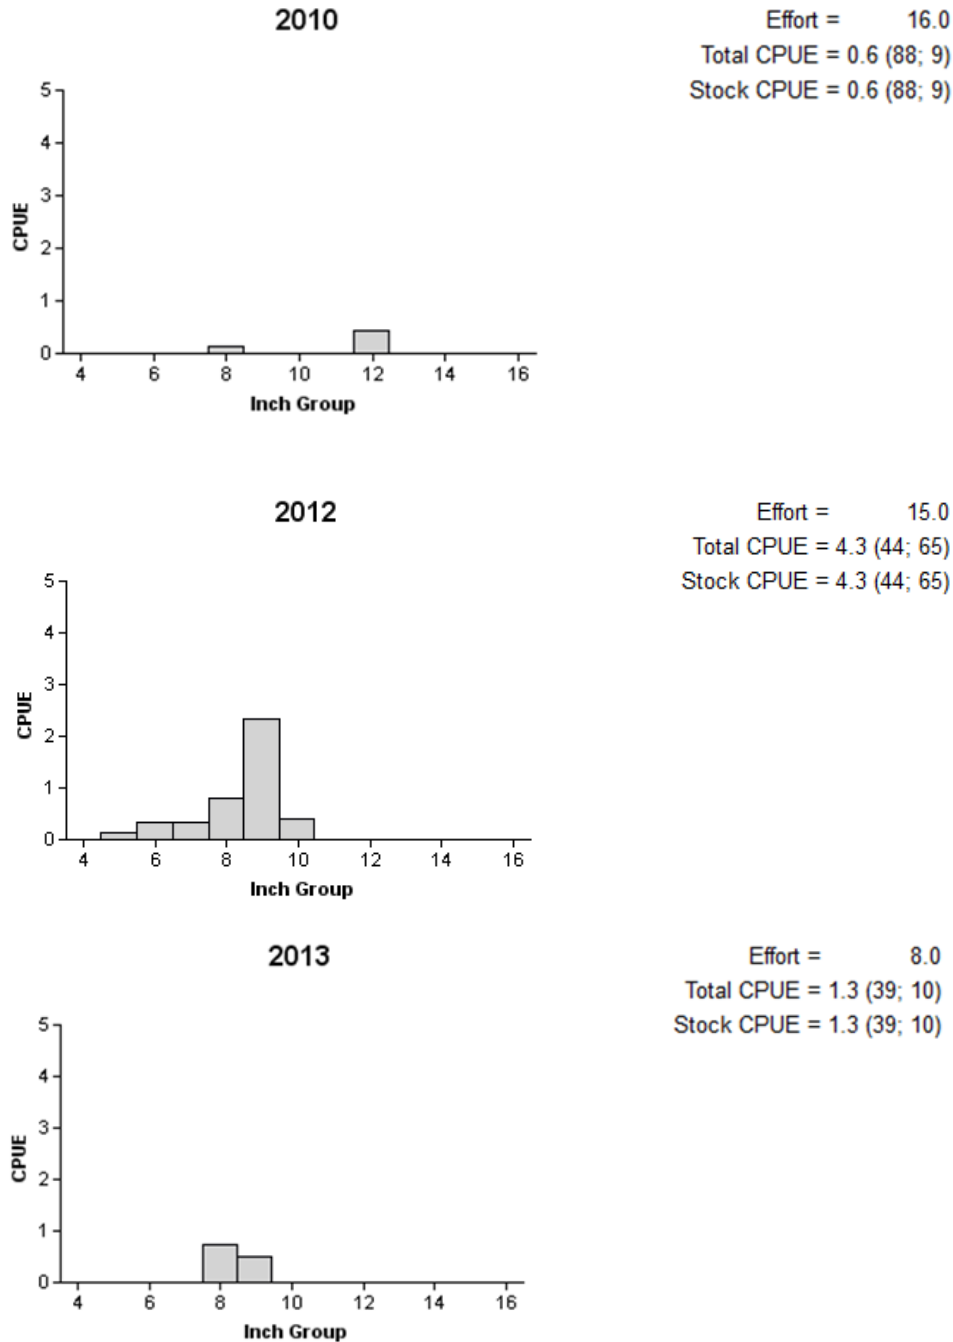 2010
Effort = 16.0
Total CPUE = 0.6 (88; 9)
Stock CPUE = 0.6 (88; 9)
5
4
3
2
1
0
CPUE
4 6 8 10 12 14 16
Inch Group
2012
Effort = 15.0
Total CPUE = 4.3 (44; 65)
Stock CPUE = 4.3 (44; 65)
5
4
3
2
1
0
CPUE
4 6 8 10 12 14 16
Inch Group
2013
Effort = 8.0
Total CPUE = 1.3 (39; 10)
Stock CPUE = 1.3 (39; 10)
5
4
3
2
1
0
CPUE
4 6 8 10 12 14 16
Inch Group